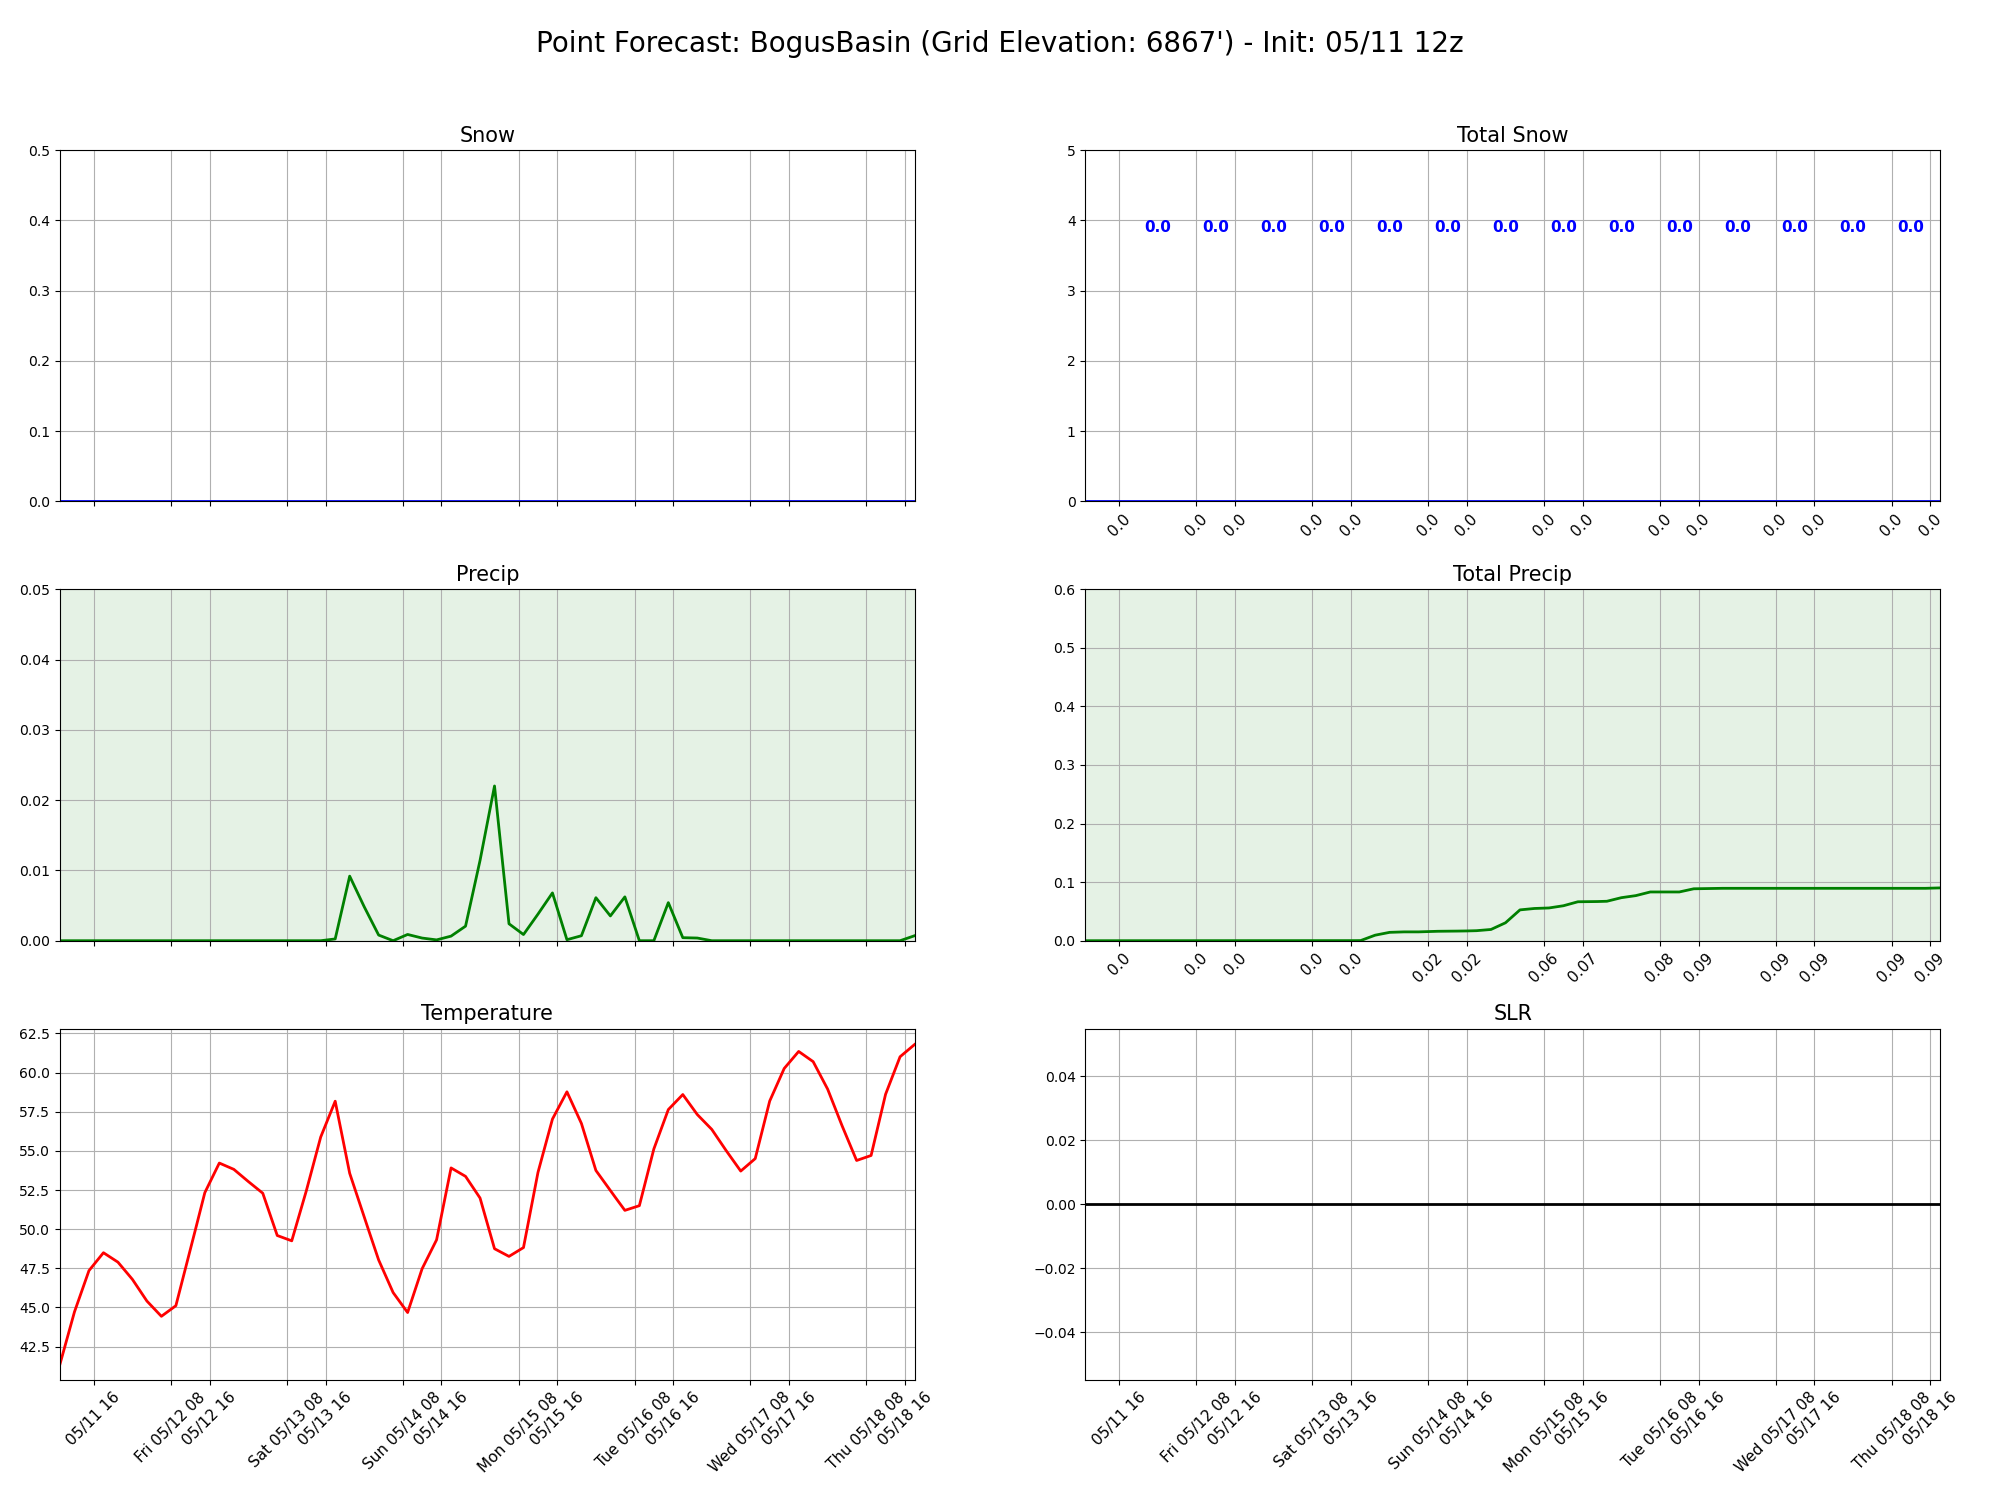 Point Forecast: BogusBasin (Grid Elevation: 6867') - Init: 05/11 12z
Snow
0.5
0.4
0.3
0.2
0.1
0.0
Total Snow
5
4
3
2
1
0
0.0 0.0 0.0 0.0 0.0 0.0 0.0 0.0 0.0 0.0 0.0 0.0 0.0 0.0
0.0 0.0 0.0 0.0 0.0 0.0 0.0 0.0 0.0 0.0 0.0 0.0 0.0 0.0 0.0
Precip
0.05
0.04
0.03
0.02
0.01
0.00
Total Precip
0.6
0.5
0.4
0.3
0.2
0.1
0.0
0.0 0.0 0.0 0.0 0.0 0.02 0.02 0.06 0.07 0.08 0.09 0.09 0.09 0.09 0.09
Temperature
62.5
60.0
57.5
55.0
52.5
50.0
47.5
45.0
42.5
05/11 16
Fri 05/12 08
05/12 16
Sat 05/13 08
05/13 16
Sun 05/14 08
05/14 16
Mon 05/15 08
05/15 16
Tue 05/16 08
05/16 16
Wed 05/17 08
05/17 16
Thu 05/18 08
05/18 16
SLR
0.04
0.02
0.00
−0.02
−0.04
05/11 16
Fri 05/12 08
05/12 16
Sat 05/13 08
05/13 16
Sun 05/14 08
05/14 16
Mon 05/15 08
05/15 16
Tue 05/16 08
05/16 16
Wed 05/17 08
05/17 16
Thu 05/18 08
05/18 16